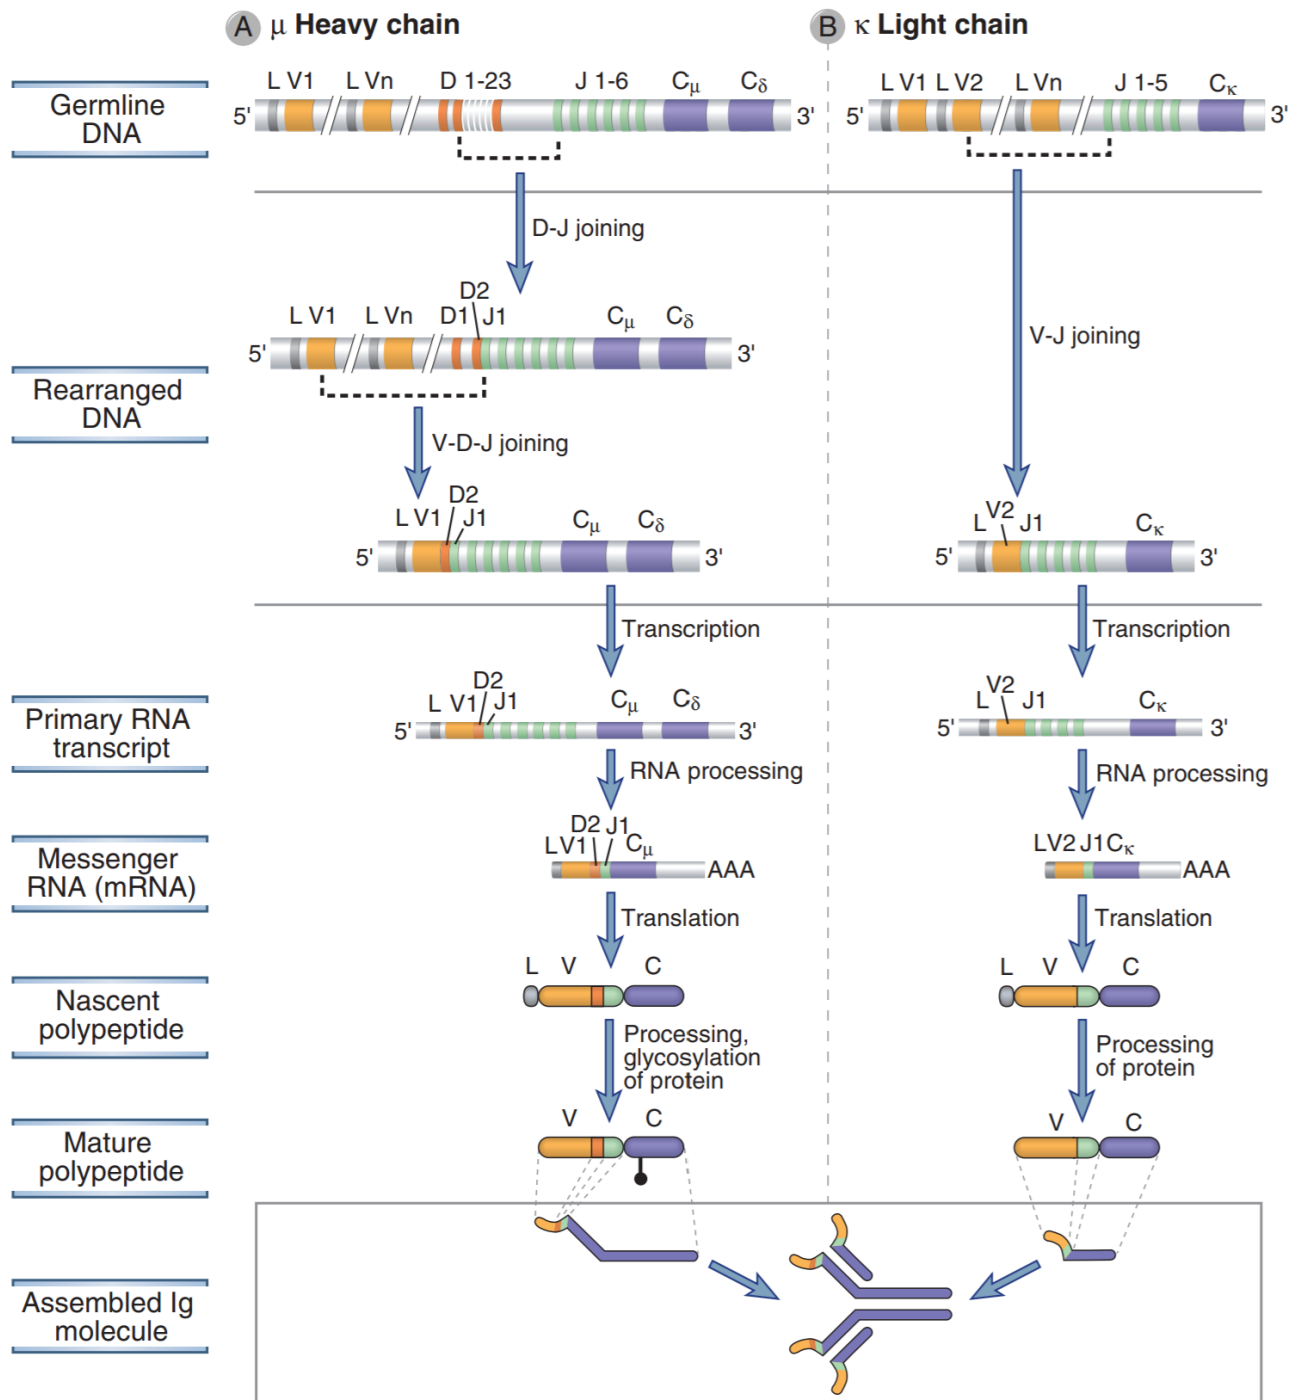 A μ Heavy chain
B κ Light chain
Germline
DNA
L V1 L Vn D 1-23 J 1-6 Cμ Cδ
5' 3'
L V1 L V2 L Vn J 1-5 Cκ
5' 3'
D-J joining
V-J joining
Rearranged
DNA
D2
L V1 L Vn D1 J1 Cμ Cδ
5' 3'
V-D-J joining
D2
L V1 J1 Cμ Cδ
5' 3'
V2
L J1 Cκ
5' 3'
Transcription
Transcription
Primary RNA
transcript
D2
L V1 J1 Cμ Cδ
5' 3'
V2
L J1 Cκ
5' 3'
RNA processing
RNA processing
Messenger
RNA (mRNA)
D2 J1
L V1 Cμ
AAA
LV2 J1Cκ
AAA
Translation
Translation
Nascent
polypeptide
L V C
L V C
Processing,
glycosylation
of protein
Processing
of protein
Mature
polypeptide
V C
V C
Assembled Ig
molecule